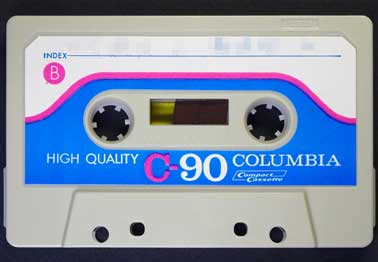 INDEX
B
HIGH QUALITY C-90 COLUMBIA
Compact
Cassette